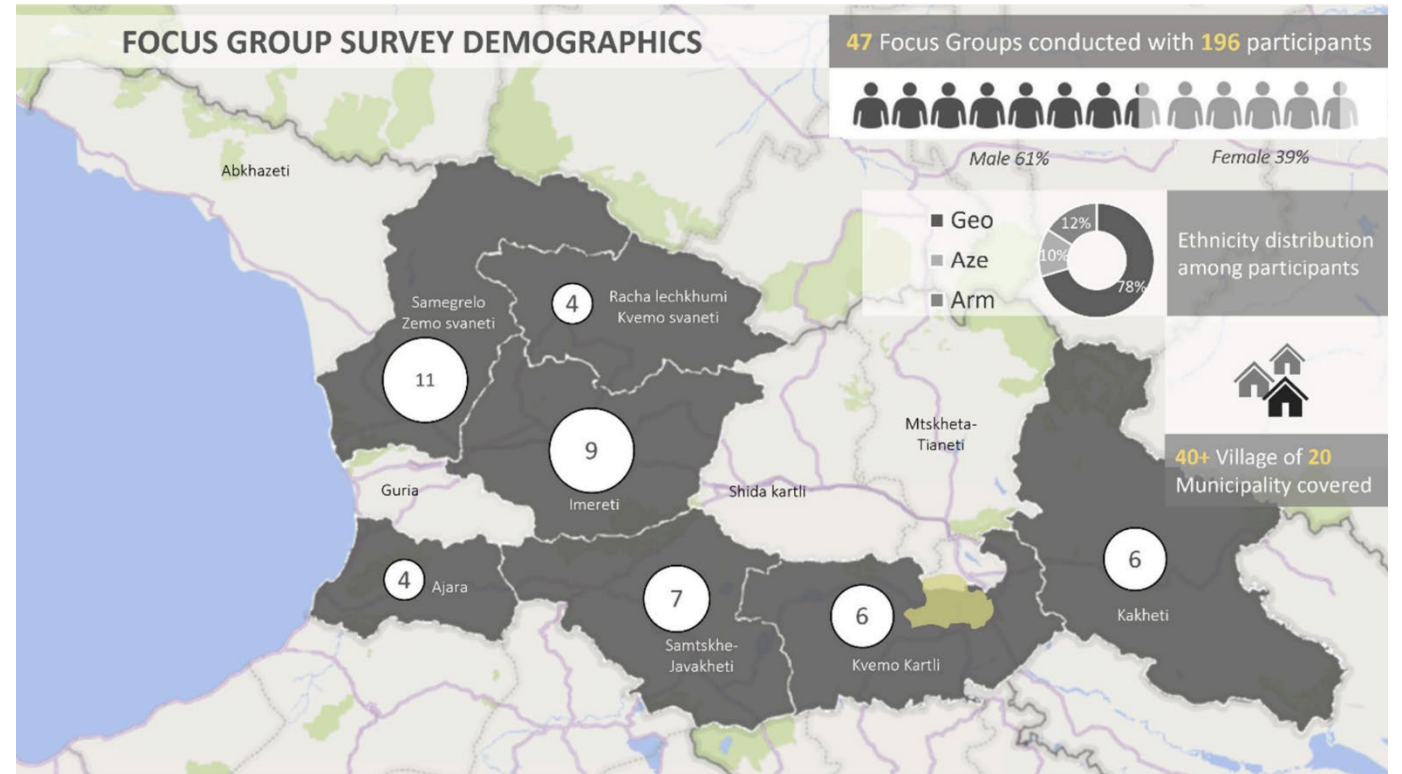 FOCUS GROUP SURVEY DEMOGRAPHICS
47 Focus Groups conducted with 196 participants
Male 61%
Female 39%
Geo
Aze
Arm
12%
10%
78%
Ethnicity distribution
among participants
40+ Village of 20
Municipality covered
Abkhazeti
Samegrelo
Zemo svaneti
11
4
Racha lechkhumi
Kvemo svaneti
9
Imereti
Guria
4
Ajara
Shida kartli
Mtskheta-
Tianeti
7
Samtskhe-
Javakheti
6
Kvemo Kartli
6
Kakheti